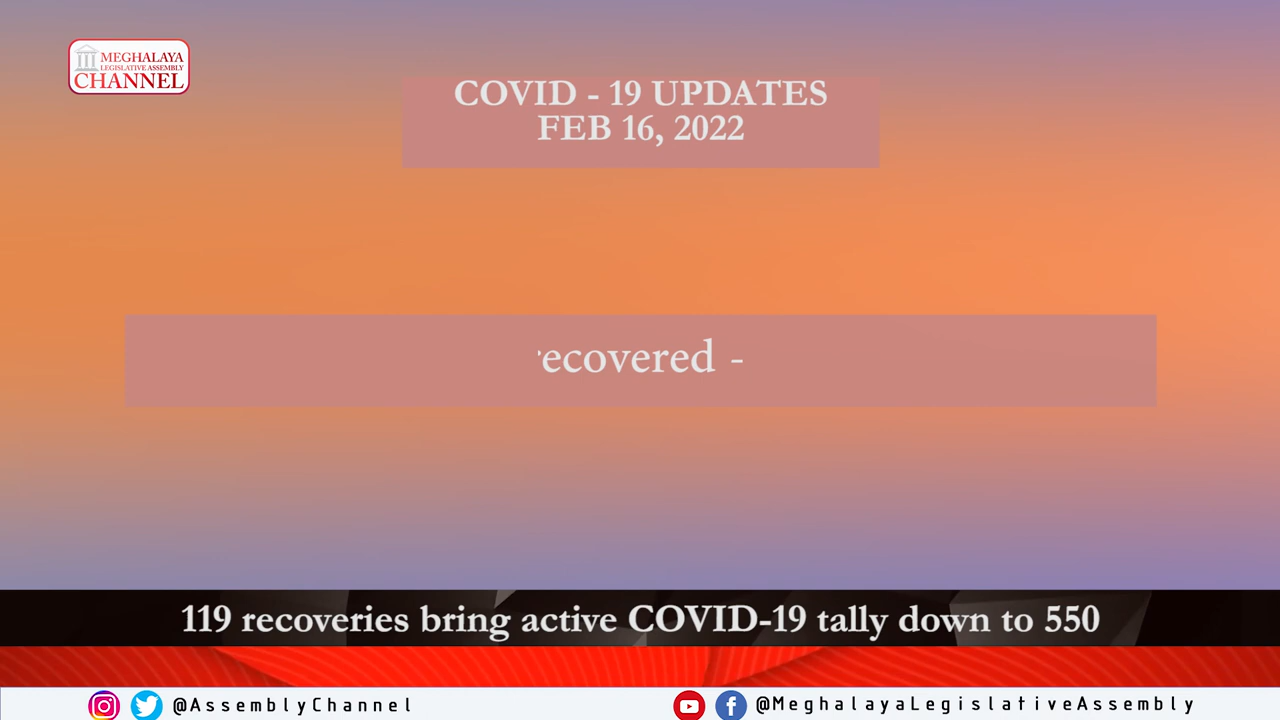 MEGHALAYA
LEGISLATIVE ASSEMBLY
CHANNEL
COVID - 19 UPDATES
FEB 16, 2022
ecovered -
119 recoveries bring active COVID-19 tally down to 550
@AssemblyChannel
@MeghalayaLegislativeAssembly